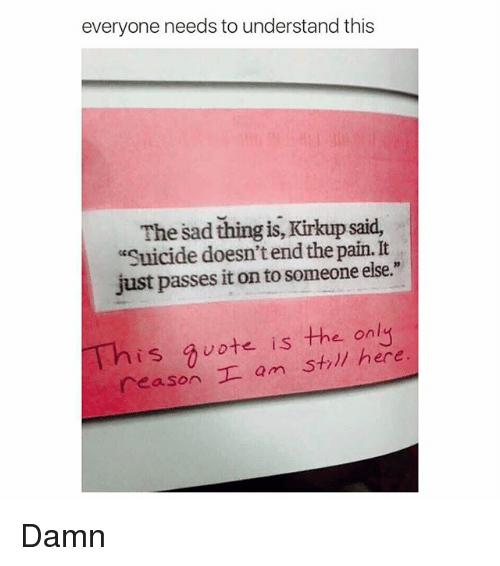 everyone needs to understand this
The sad thing is, Kirkup said,
"Suicide doesn't end the pain. It
just passes it on to someone else."
This quote is the only
reason I am still here.
Damn